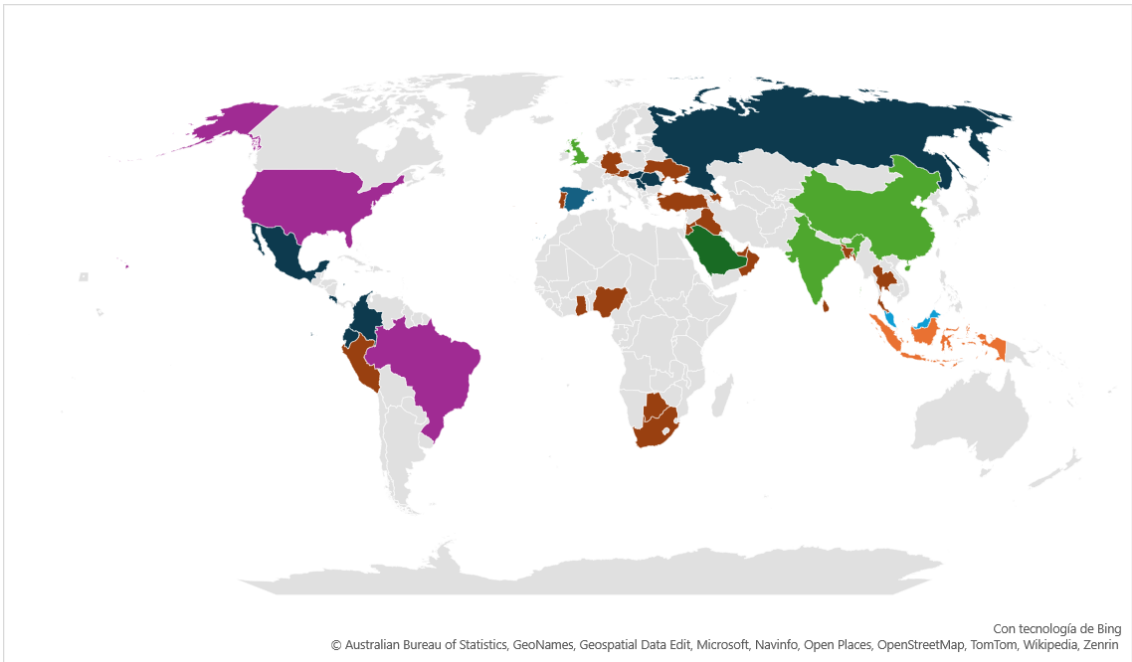 Con tecnología de Bing
© Australian Bureau of Statistics, GeoNames, Geospatial Data Edit, Microsoft, Navinfo, Open Places, OpenStreetMap, TomTom, Wikipedia, Zenrin